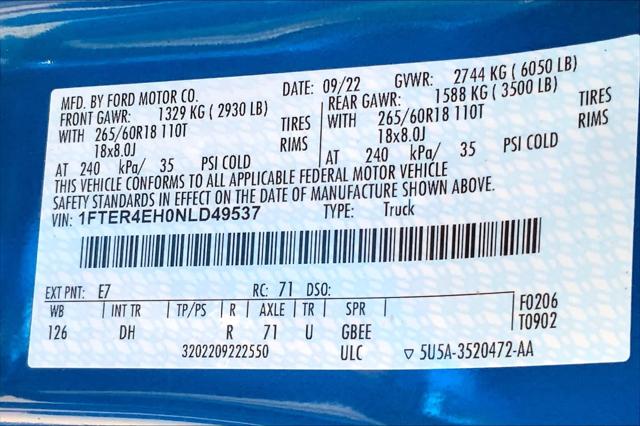 MFD. BY FORD MOTOR CO. DATE: 09/22 GVWR: 2744 KG ( 6050 LB)
FRONT GAWR: 1329 KG ( 2930 LB) REAR GAWR: 1588 KG ( 3500 LB)
WITH 265/60R18 110T TIRES WITH 265/60R18 110T TIRES
18x8.0J RIMS 18x8.0J RIMS
AT 240 kPa/ 35 PSI COLD AT 240 kPa/ 35 PSI COLD
THIS VEHICLE CONFORMS TO ALL APPLICABLE FEDERAL MOTOR VEHICLE
SAFETY STANDARDS IN EFFECT ON THE DATE OF MANUFACTURE SHOWN ABOVE.
VIN: 1FTER4EH0NLD49537 TYPE: Truck
EXT PNT: E7 RC: 71 DSO:
WB INT TR TP/PS R AXLE TR SPR F0206
126 DH R 71 U GBEE T0902
3202209222550 ULC ▽ 5U5A-3520472-AA